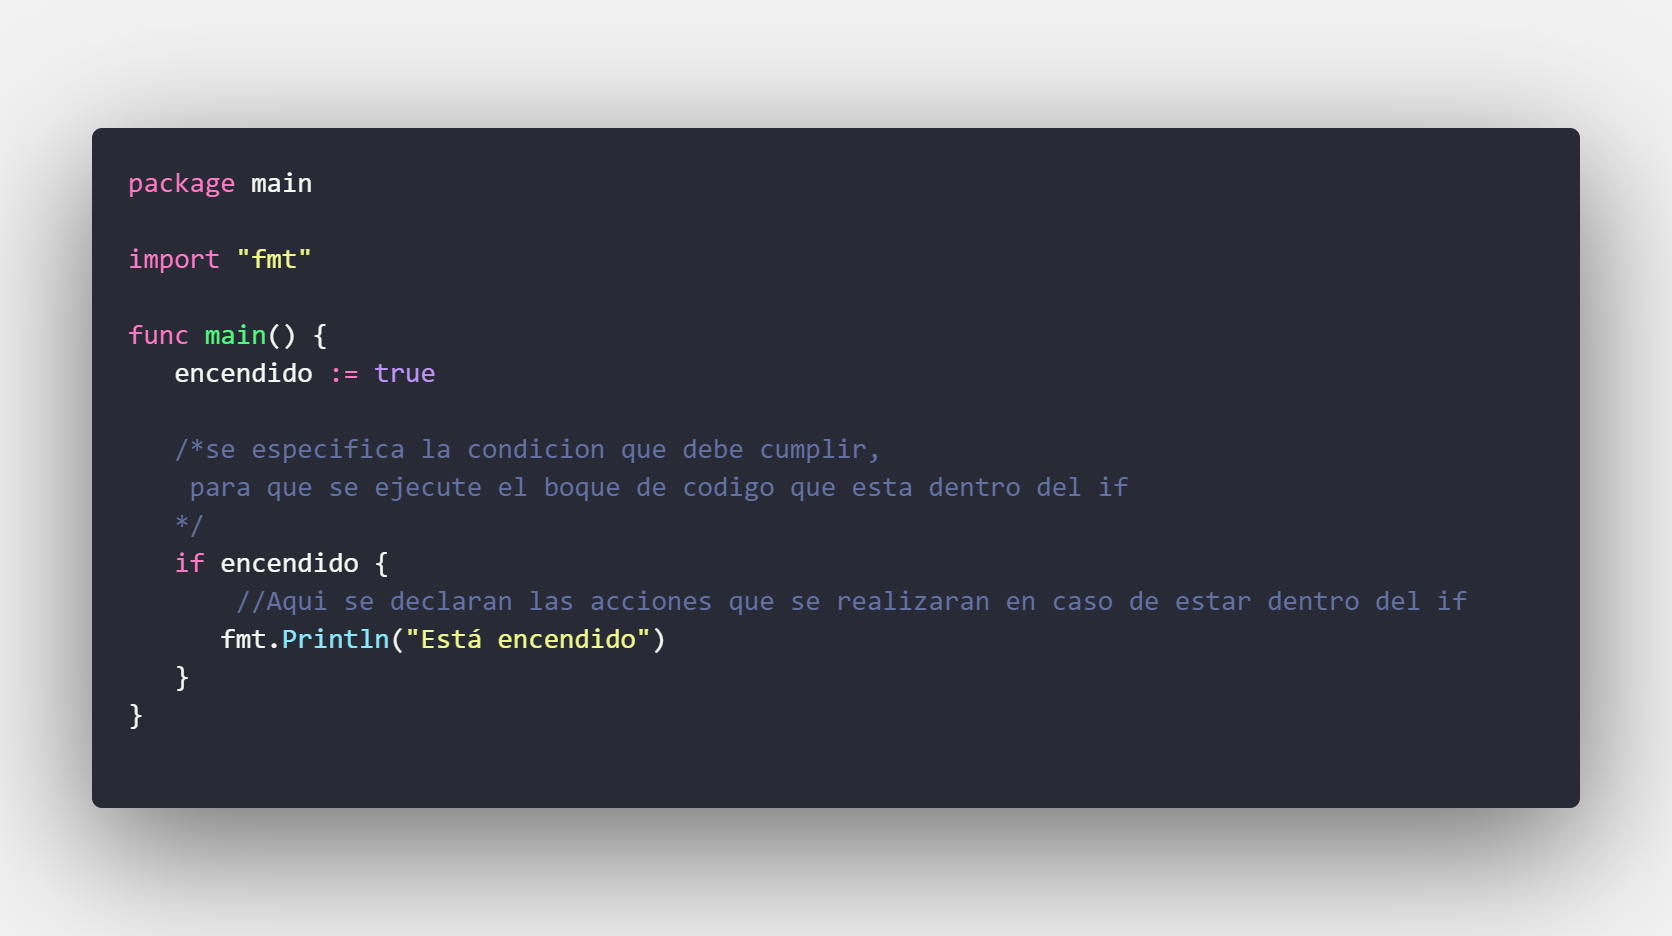 package main
import "fmt"
func main() {
encendido := true
/*se especifica la condicion que debe cumplir,
para que se ejecute el boque de codigo que esta dentro del if
*/
if encendido {
//Aqui se declaran las acciones que se realizaran en caso de estar dentro del if
fmt.Println("Está encendido")
}
}